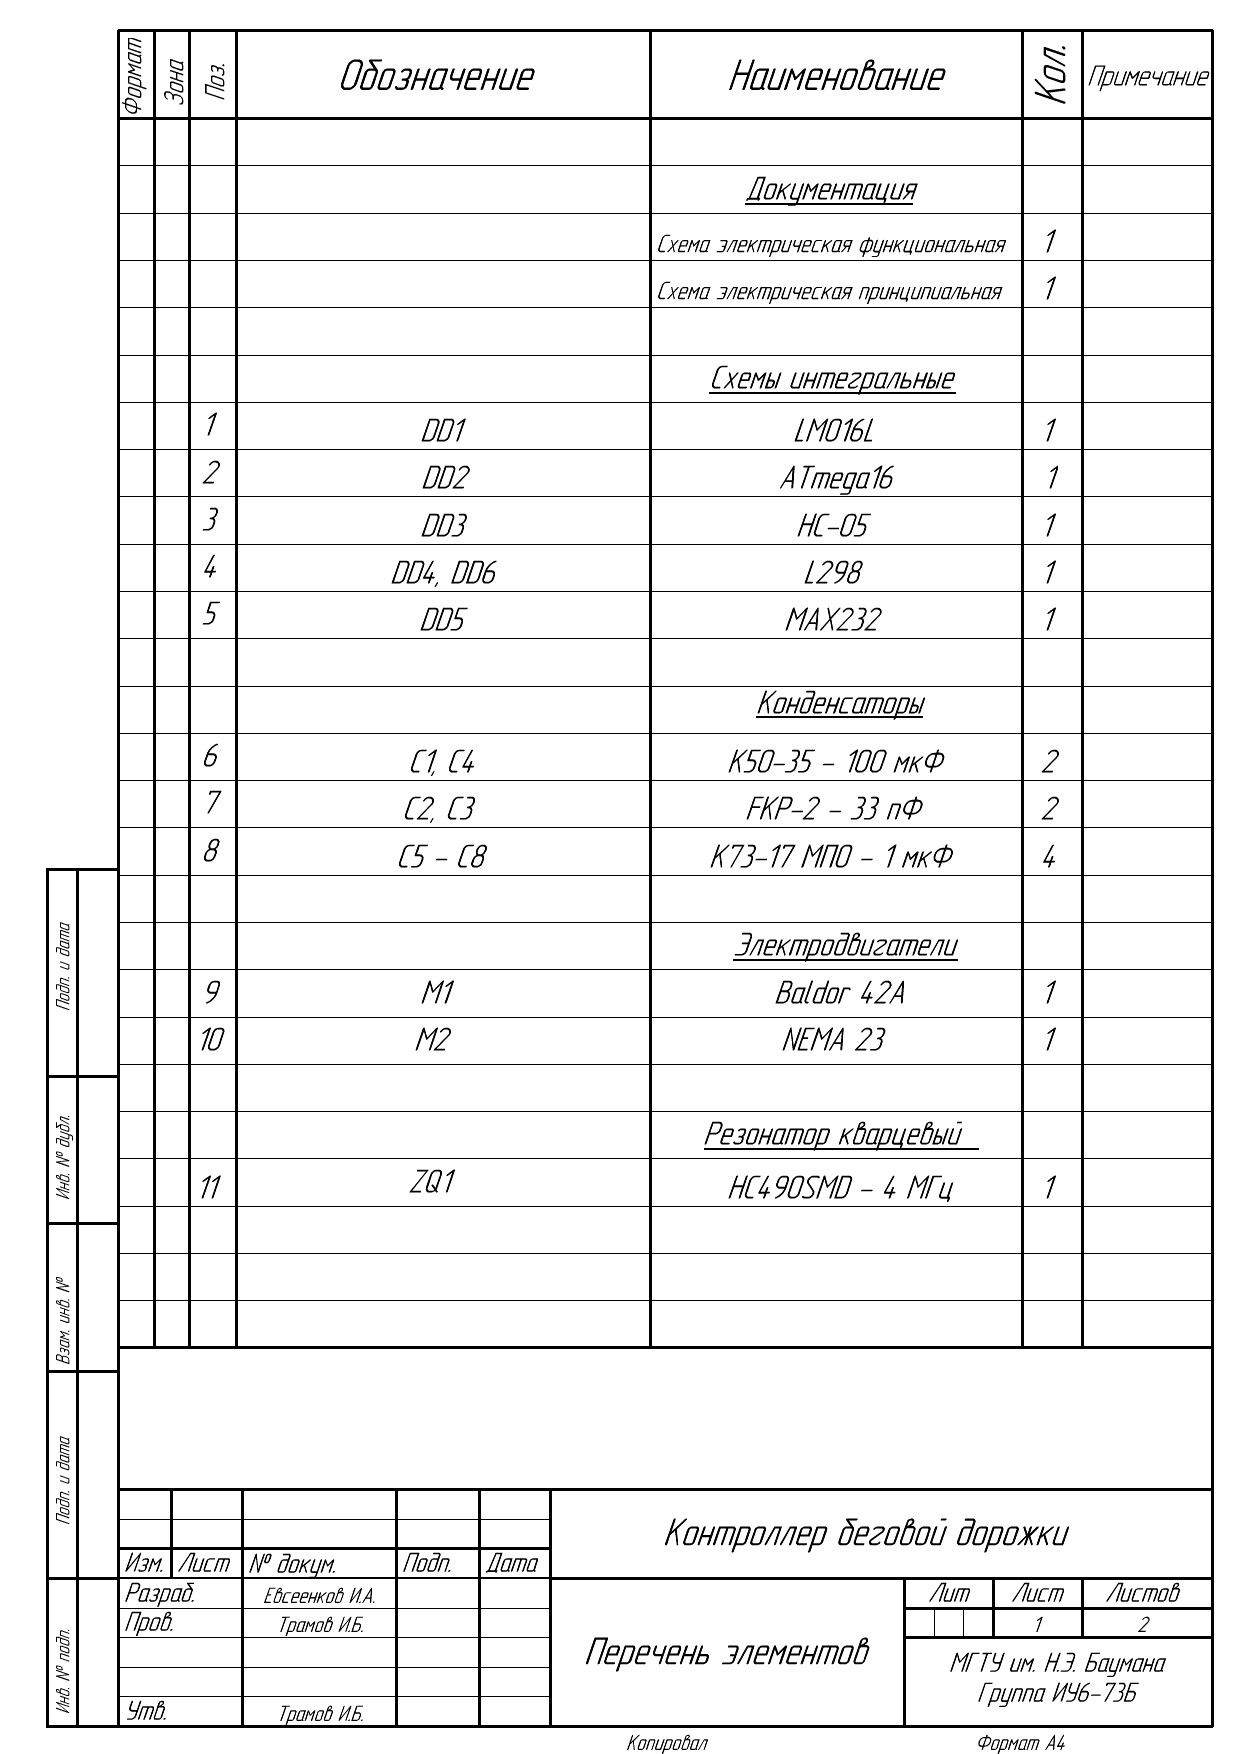 Формат Зона Поз. Обозначение Наименование Кол. Примечание
Документация
Схема электрическая функциональная 1
Схема электрическая принципиальная 1
Схемы интегральные
1 DD1 LM016L 1
2 DD2 ATmega16 1
3 DD3 HC-05 1
4 DD4, DD6 L298 1
5 DD5 MAX232 1
Конденсаторы
6 C1, C4 К50-35 - 100 мкФ 2
7 C2, C3 FKP-2 - 33 пФ 2
8 C5 - C8 К73-17 МПО - 1 мкФ 4
Электродвигатели
9 M1 Baldor 42A 1
10 M2 NEMA 23 1
Резонатор кварцевый
11 ZQ1 HC49OSMD - 4 МГц 1
Подп. и дата
Инв. № дубл.
Взам. инв. №
Подп. и дата
Инв. № подп.
Контроллер беговой дорожки
Изм. Лист № докум. Подп. Дата
Разраб. Евсеенков И.А.
Пров. Трамов И.Б.
Утв. Трамов И.Б.
Перечень элементов
Лит Лист Листов
1 2
МГТУ им. Н.Э. Баумана
Группа ИУ6-73Б
Копировал Формат А4